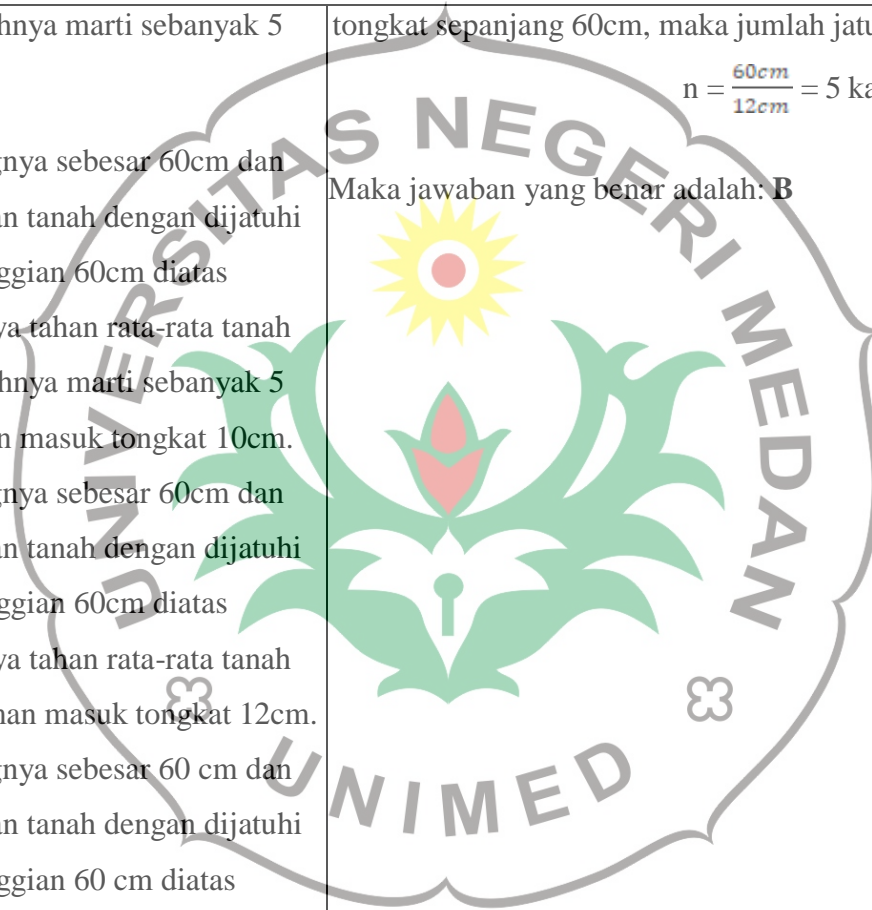 hnya marti sebanyak 5
gnya sebesar 60cm dan
an tanah dengan dijatuhi
ggian 60cm diatas
ya tahan rata-rata tanah
hnya marti sebanyak 5
n masuk tongkat 10cm.
gnya sebesar 60cm dan
an tanah dengan dijatuhi
ggian 60cm diatas
ya tahan rata-rata tanah
nan masuk tongkat 12cm.
gnya sebesar 60 cm dan
an tanah dengan dijatuhi
ggian 60 cm diatas
tongkat sepanjang 60cm, maka jumlah jatu
n = 60cm/12cm = 5 ka
Maka jawaban yang benar adalah: B
UNIVERSITAS NEGERI MEDAN
UNIMED